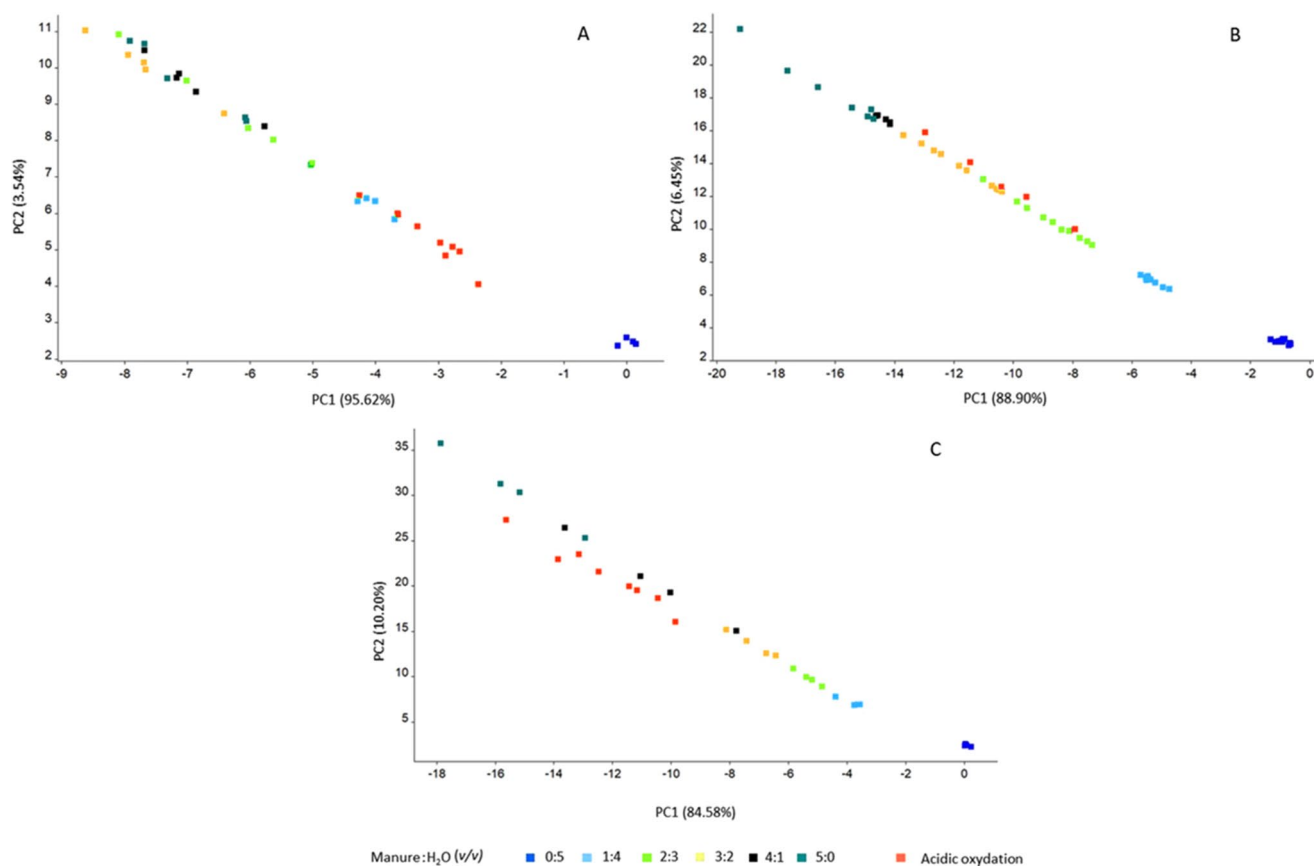 A
11
10
9
8
7
6
5
4
3
2
PC2 (3.54%)
-9 -8 -7 -6 -5 -4 -3 -2 -1 0
PC1 (95.62%)
B
22
20
18
16
14
12
10
8
6
4
2
PC2 (6.45%)
-20 -18 -16 -14 -12 -10 -8 -6 -4 -2 0
PC1 (88.90%)
C
35
30
25
20
15
10
5
PC2 (10.20%)
-18 -16 -14 -12 -10 -8 -6 -4 -2 0
PC1 (84.58%)
Manure:H₂O (v/v) 0:5 1:4 2:3 3:2 4:1 5:0 Acidic oxydation